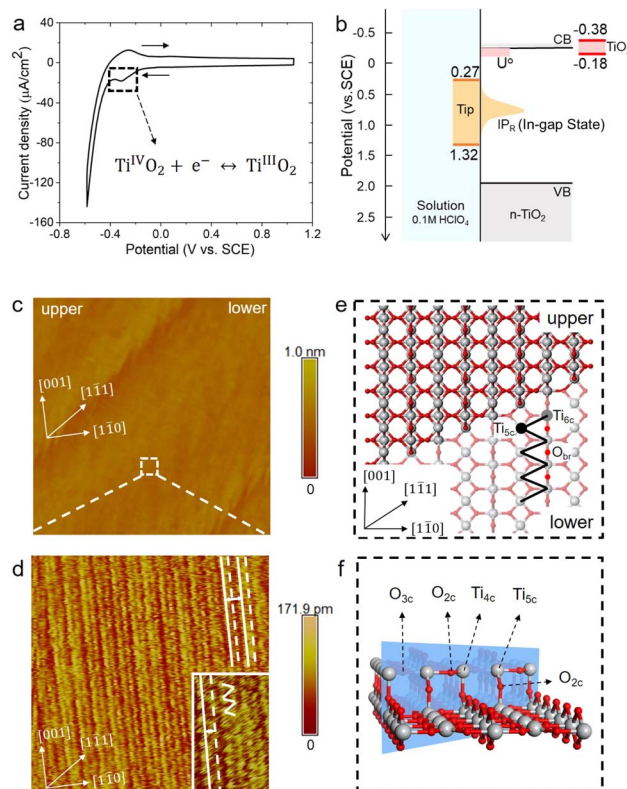 a
Current density (μA/cm²)
40
0
-40
-80
-120
-160
-0.8
-0.4
0.0
0.4
0.8
1.2
Potential (V vs. SCE)
Ti^IV O₂ + e⁻ ↔ Ti^III O₂
b
Potential (vs.SCE)
-0.5
0
0.5
1.0
1.5
2.0
2.5
CB
-0.38
TiO
-0.18
U°
0.27
Tip
IP_R (In-gap State)
1.32
VB
Solution
0.1M HClO₄
n-TiO₂
c
upper
lower
[001]
[11̄1]
[11̄0]
1.0 nm
0
d
[001]
[11̄1]
[11̄0]
171.9 pm
0
e
upper
Ti5c
Ti6c
Obr
[001]
[11̄1]
[11̄0]
lower
f
O3c
O2c
Ti4c
Ti5c
O2c